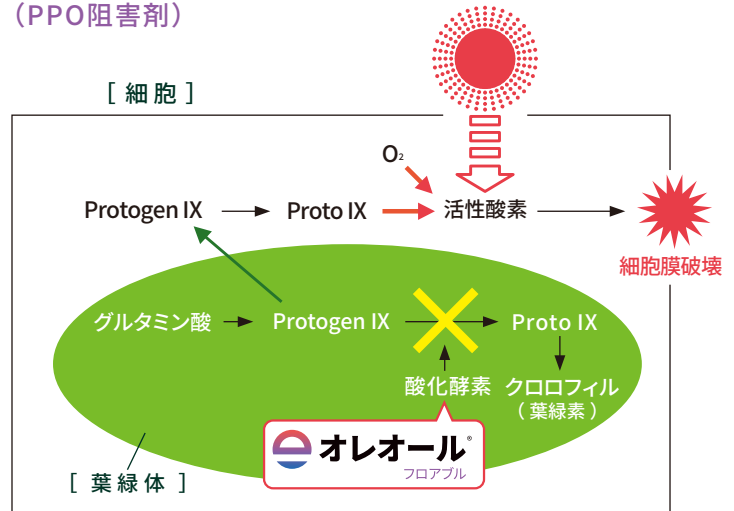 （PPO阻害剤）
［ 細胞 ］
O₂
Protogen IX
Proto IX
活性酸素
細胞膜破壊
グルタミン酸
Protogen IX
Proto IX
酸化酵素
クロロフィル
（ 葉緑素 ）
オレオール®
フロアブル
［ 葉緑体 ］